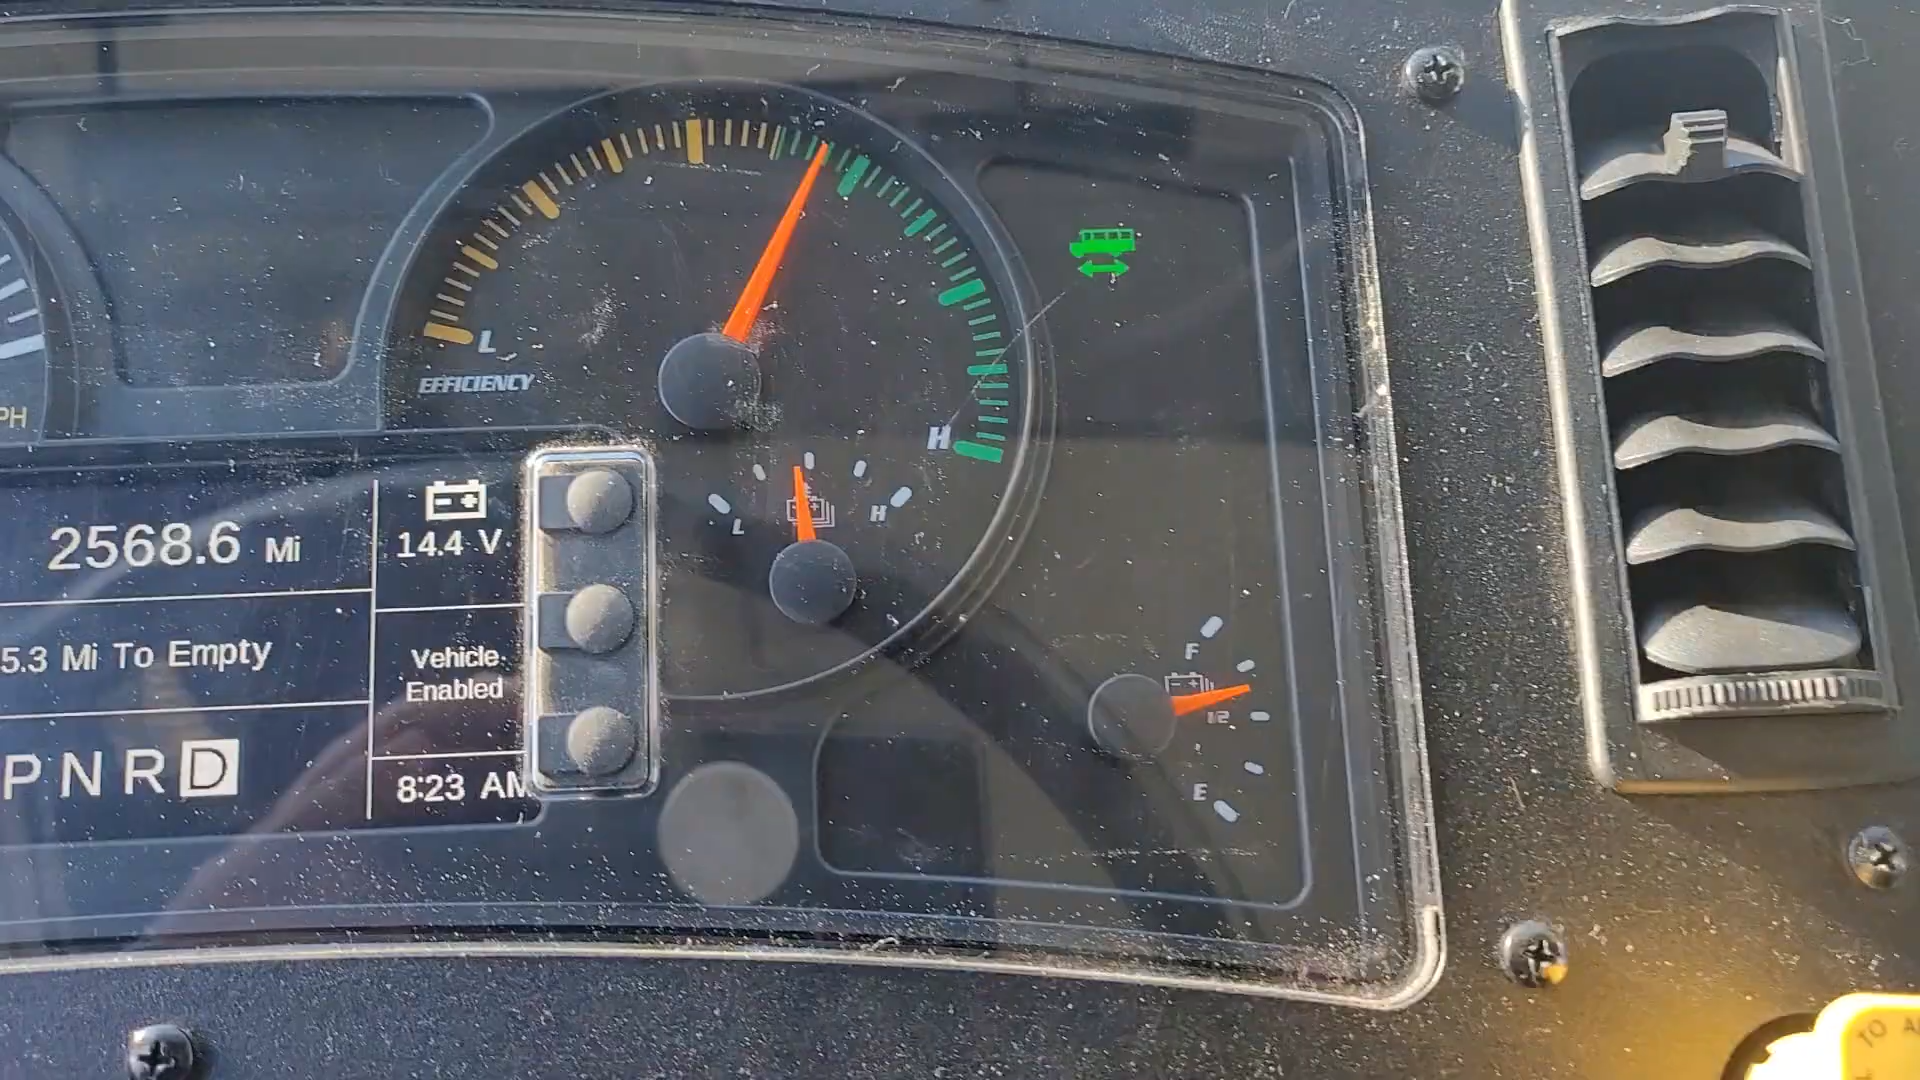 L
EFFICIENCY
H
PH
2568.6 Mi
14.4 V
L
H
5.3 Mi To Empty
Vehicle
Enabled
F
1/2
E
P N R D
8:23 AM
TO